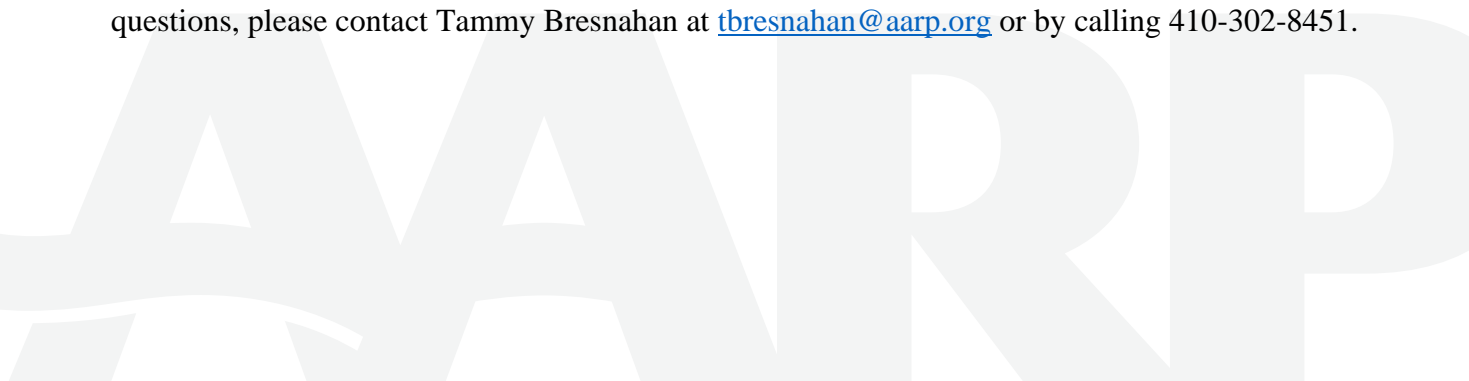 questions, please contact Tammy Bresnahan at tbresnahan@aarp.org or by calling 410-302-8451.
AARP